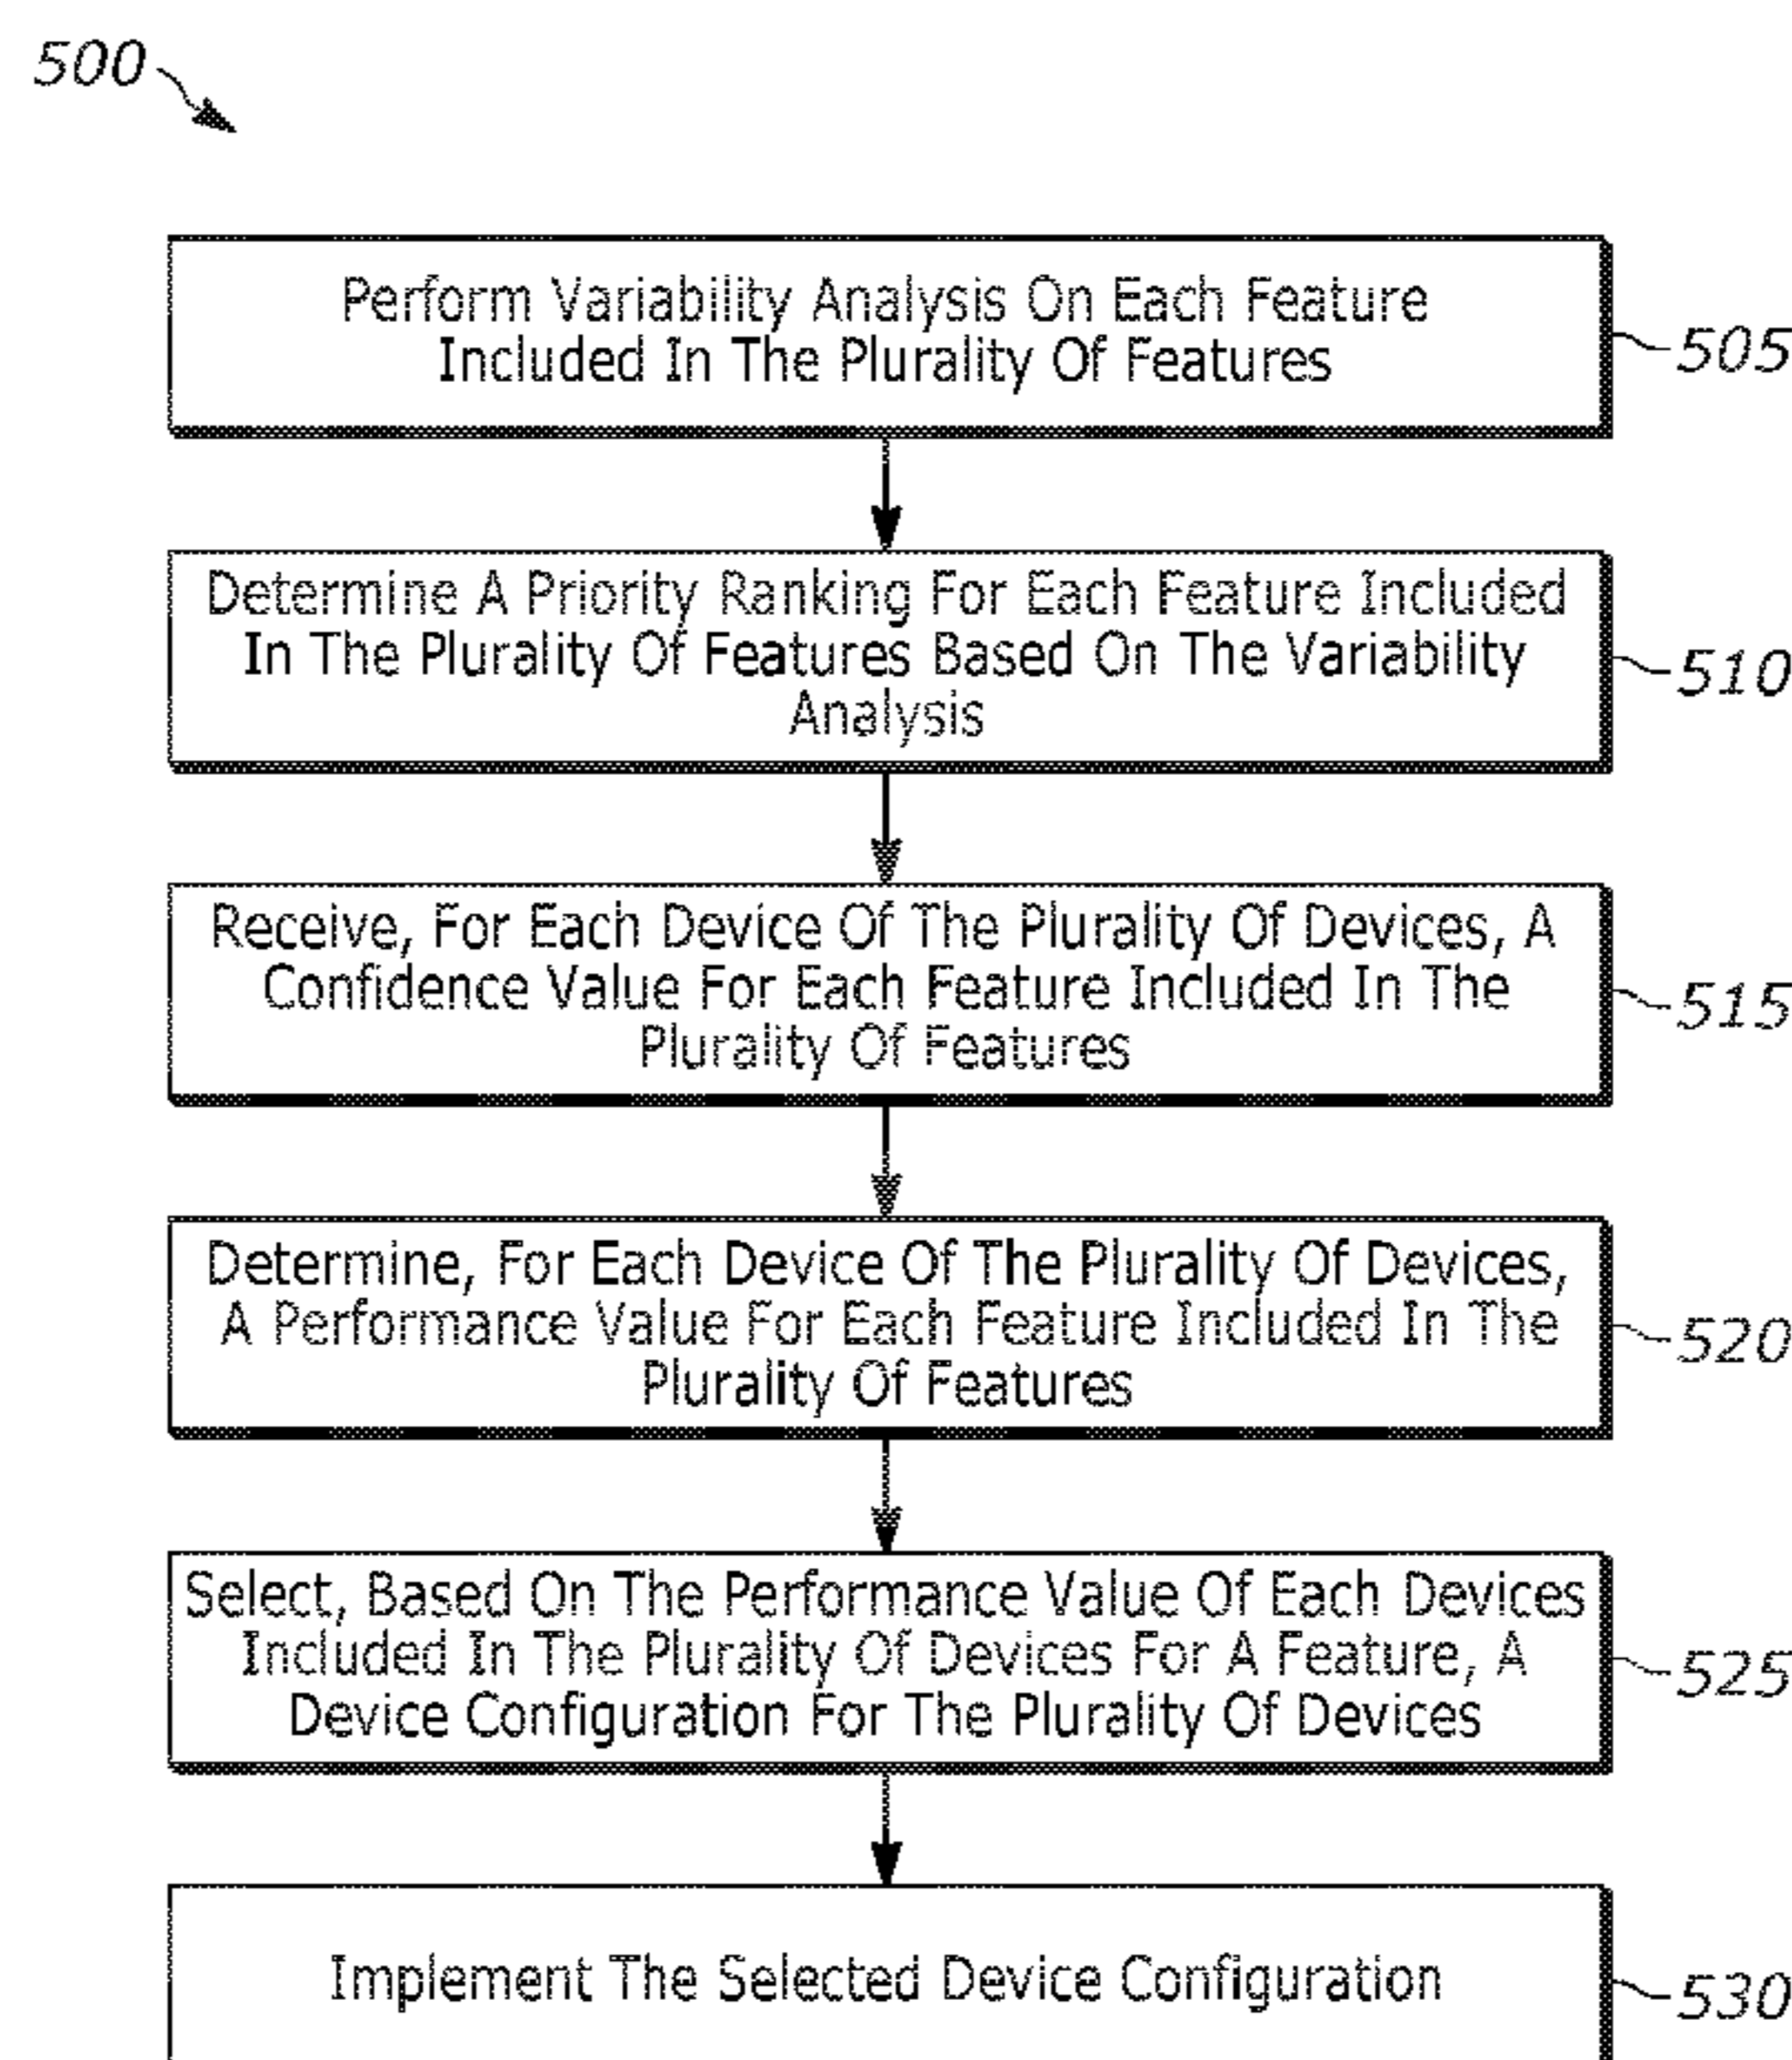 500
Perform Variability Analysis On Each Feature
Included In The Plurality Of Features
505
Determine A Priority Ranking For Each Feature Included
In The Plurality Of Features Based On The Variability
Analysis
510
Receive, For Each Device Of The Plurality Of Devices, A
Confidence Value For Each Feature Included In The
Plurality Of Features
515
Determine, For Each Device Of The Plurality Of Devices,
A Performance Value For Each Feature Included In The
Plurality Of Features
520
Select, Based On The Performance Value Of Each Devices
Included In The Plurality Of Devices For A Feature, A
Device Configuration For The Plurality Of Devices
525
Implement The Selected Device Configuration
530